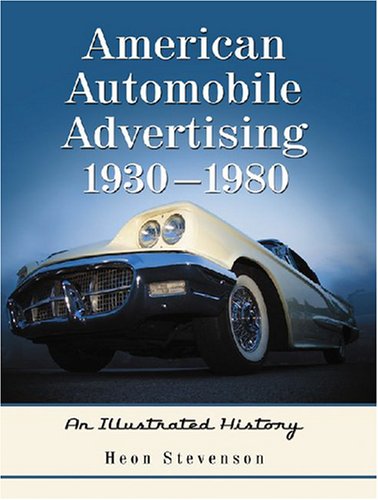 American
Automobile
Advertising
1930–1980
An Illustrated History
Heon Stevenson